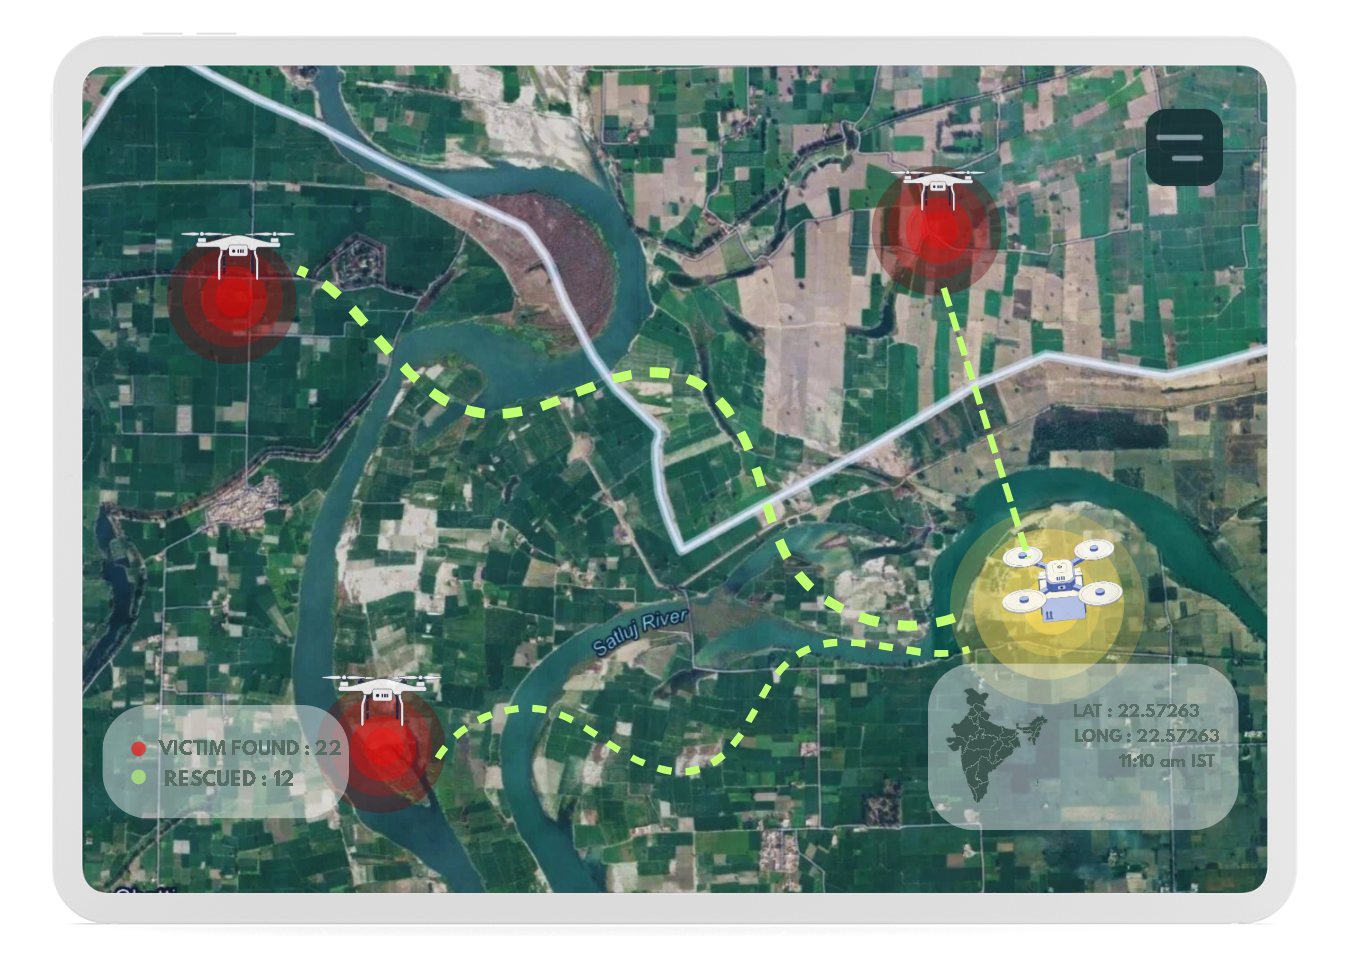 Satluj River
LAT : 22.57263
LONG : 22.57263
11:10 am IST
VICTIM FOUND : 22
RESCUED : 12